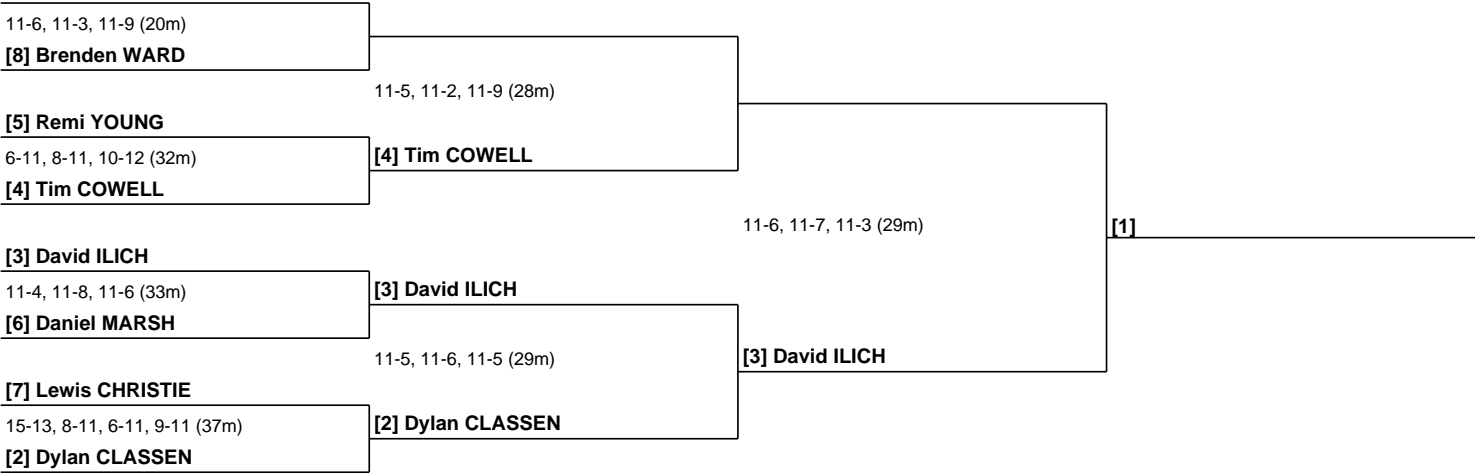 11-6, 11-3, 11-9 (20m)
[8] Brenden WARD
11-5, 11-2, 11-9 (28m)
[5] Remi YOUNG
6-11, 8-11, 10-12 (32m)
[4] Tim COWELL
[4] Tim COWELL
11-6, 11-7, 11-3 (29m)
[1]
[3] David ILICH
11-4, 11-8, 11-6 (33m)
[3] David ILICH
[6] Daniel MARSH
11-5, 11-6, 11-5 (29m)
[3] David ILICH
[7] Lewis CHRISTIE
15-13, 8-11, 6-11, 9-11 (37m)
[2] Dylan CLASSEN
[2] Dylan CLASSEN